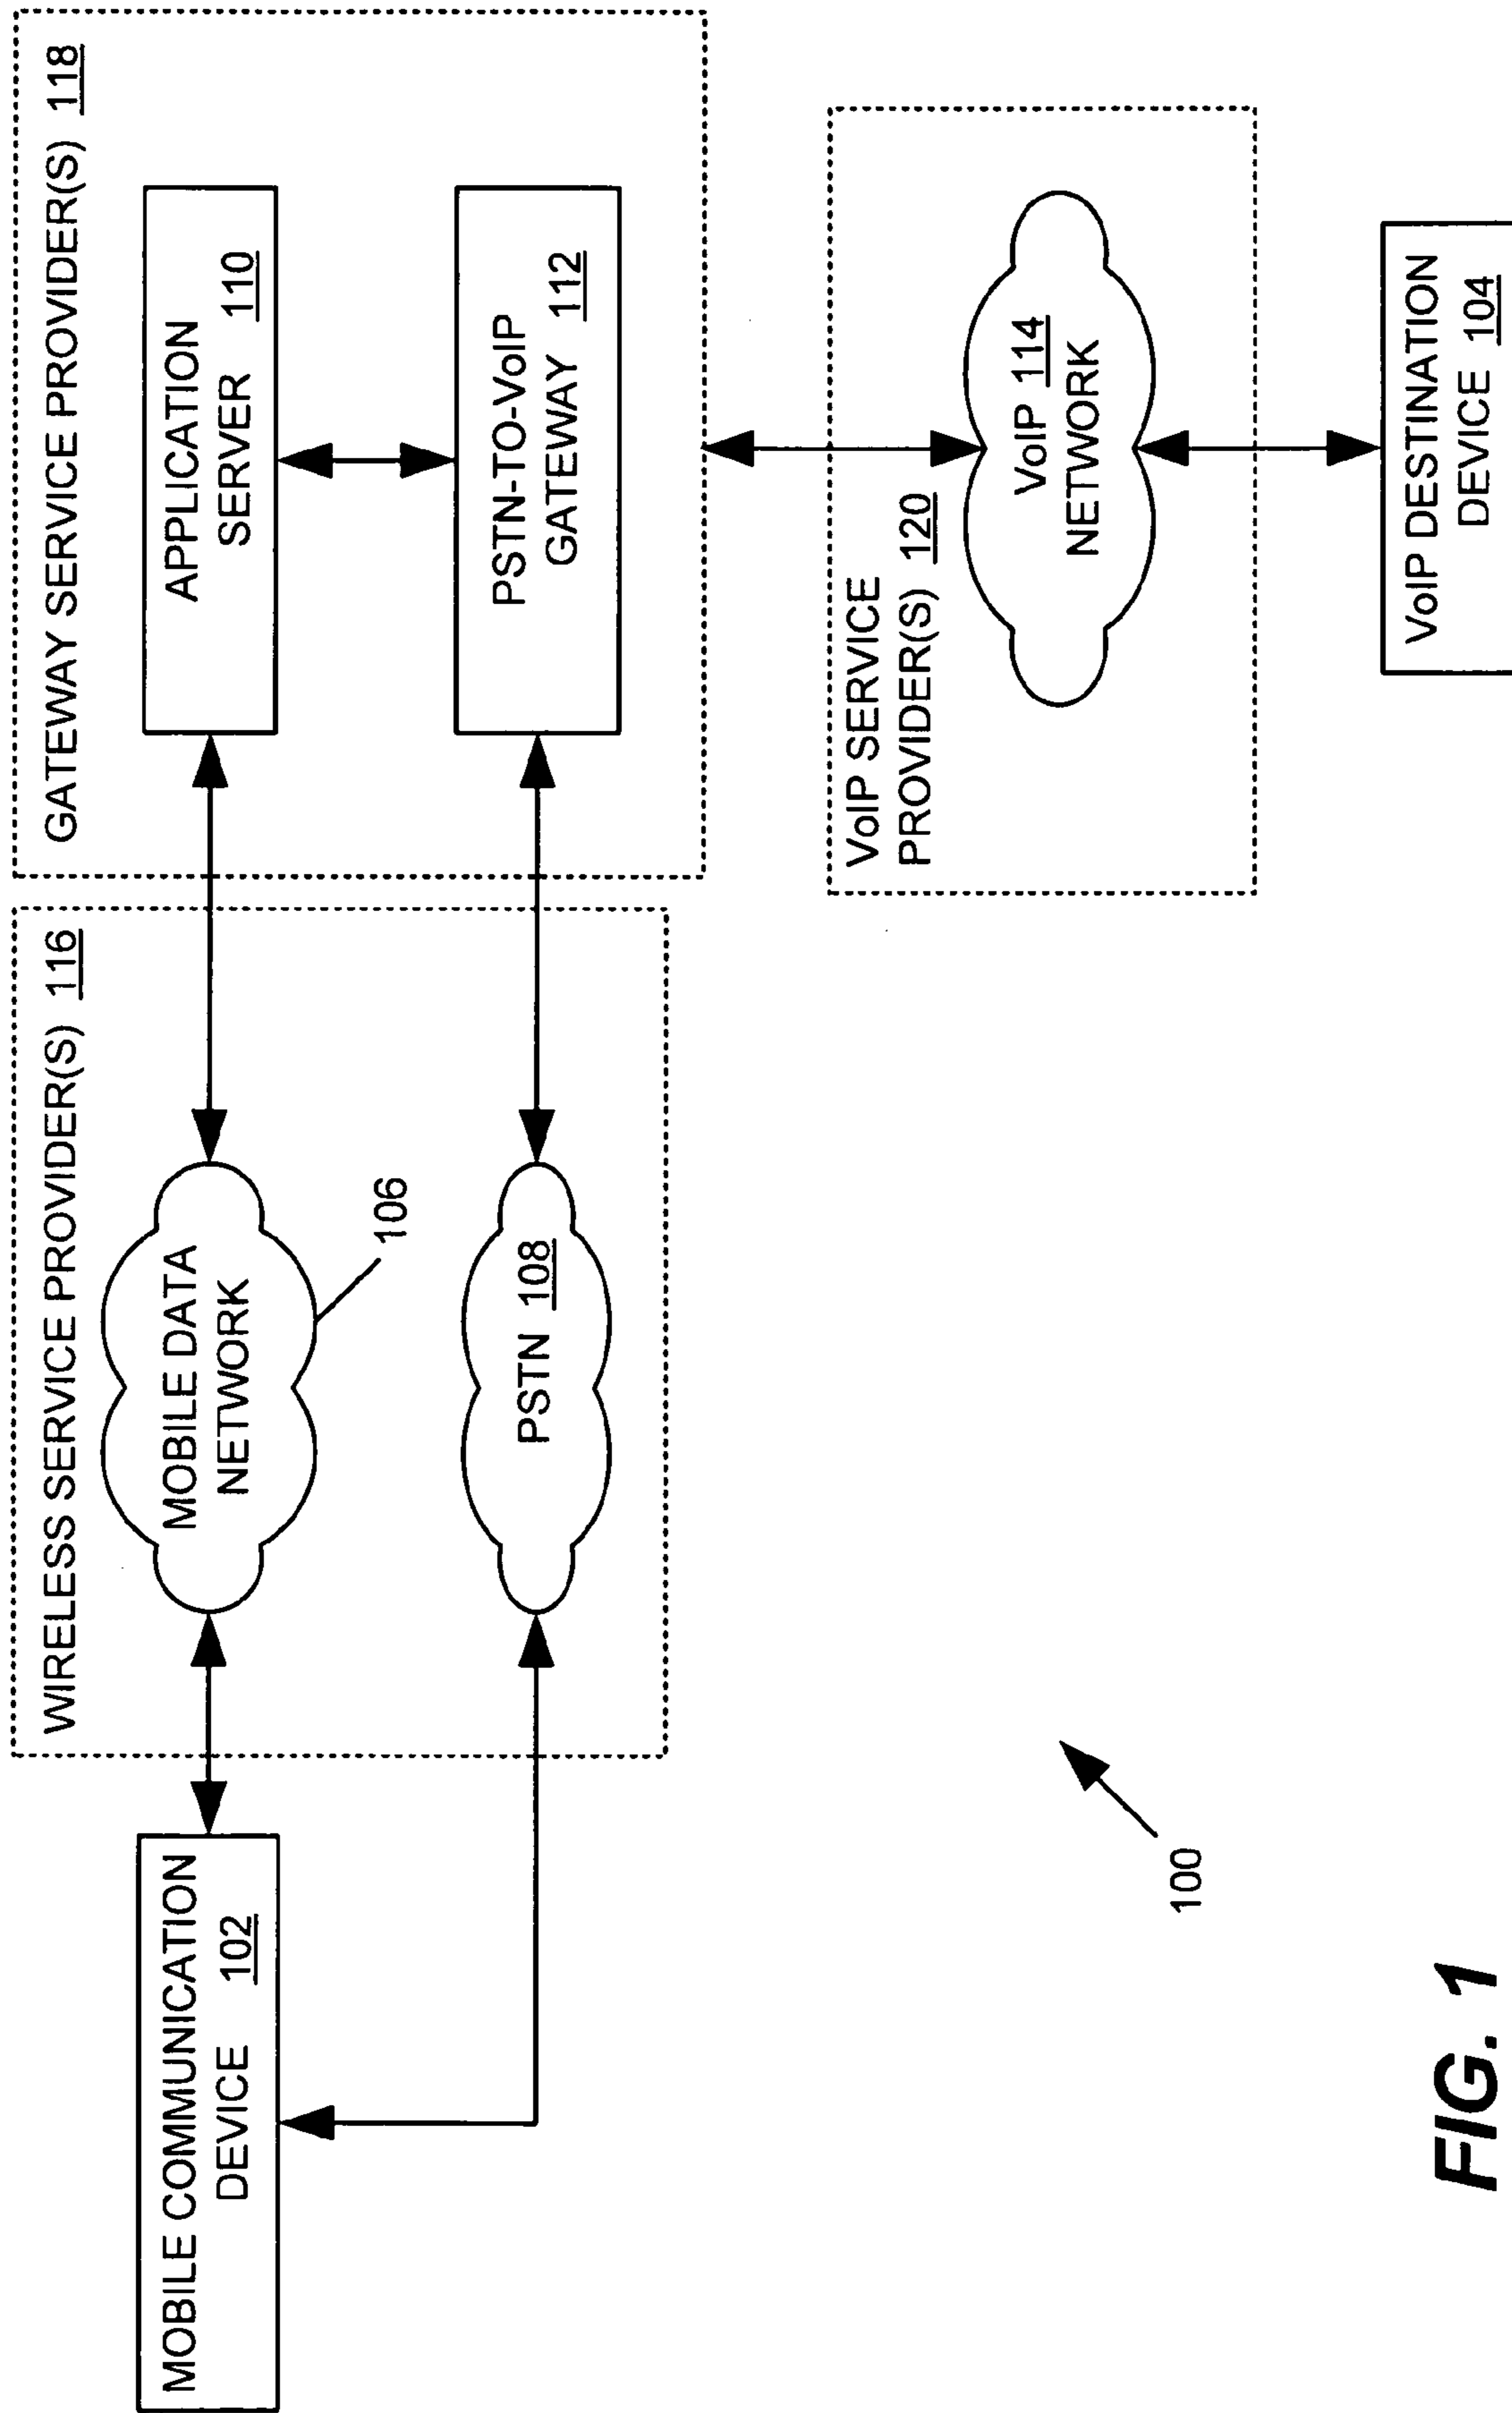 WIRELESS SERVICE PROVIDER(S) 116
GATEWAY SERVICE PROVIDER(S) 118
MOBILE COMMUNICATION
DEVICE 102
MOBILE DATA
NETWORK
106
APPLICATION
SERVER 110
PSTN 108
PSTN-TO-VoIP
GATEWAY 112
VoIP SERVICE
PROVIDER(S) 120
VoIP 114
NETWORK
100
VoIP DESTINATION
DEVICE 104
FIG. 1